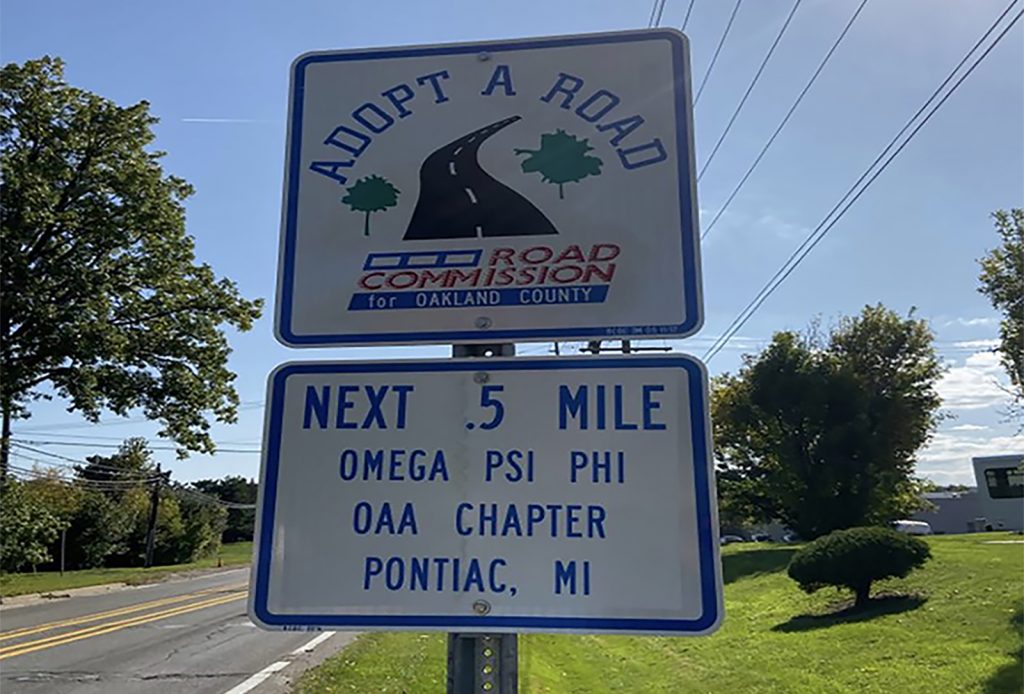 ADOPT A ROAD
ROAD
COMMISSION
for OAKLAND COUNTY
NEXT .5 MILE
OMEGA PSI PHI
OAA CHAPTER
PONTIAC, MI